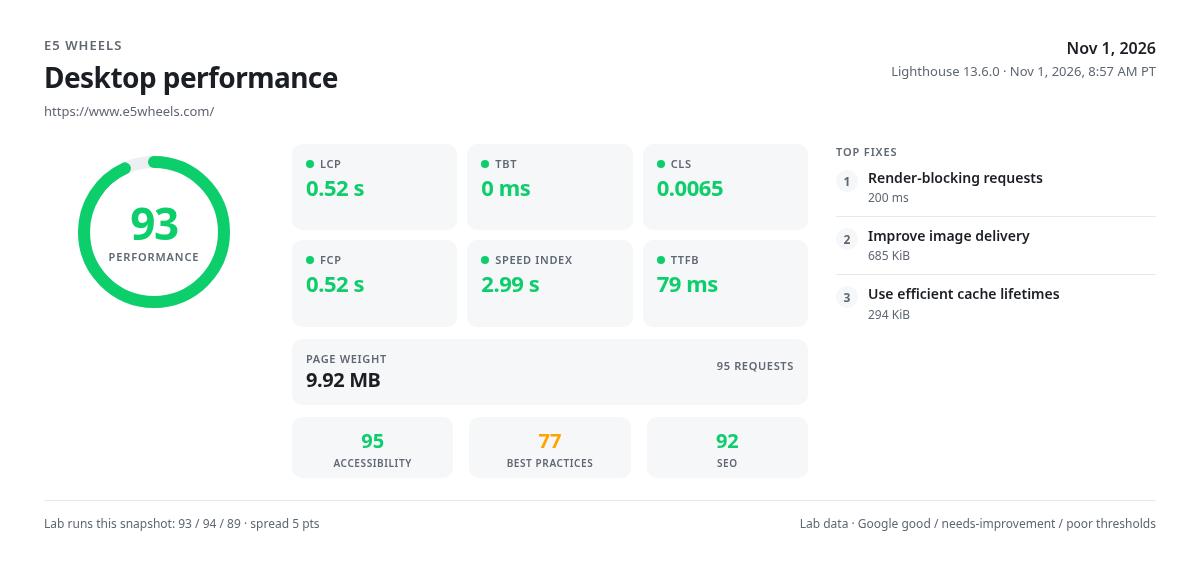 E5 WHEELS
Desktop performance
https://www.e5wheels.com/
Nov 1, 2026
Lighthouse 13.6.0 · Nov 1, 2026, 8:57 AM PT
93
PERFORMANCE
LCP
0.52 s
TBT
0 ms
CLS
0.0065
FCP
0.52 s
SPEED INDEX
2.99 s
TTFB
79 ms
PAGE WEIGHT
9.92 MB
95 REQUESTS
95
ACCESSIBILITY
77
BEST PRACTICES
92
SEO
TOP FIXES
1
Render-blocking requests
200 ms
2
Improve image delivery
685 KiB
3
Use efficient cache lifetimes
294 KiB
Lab runs this snapshot: 93 / 94 / 89 · spread 5 pts
Lab data · Google good / needs-improvement / poor thresholds